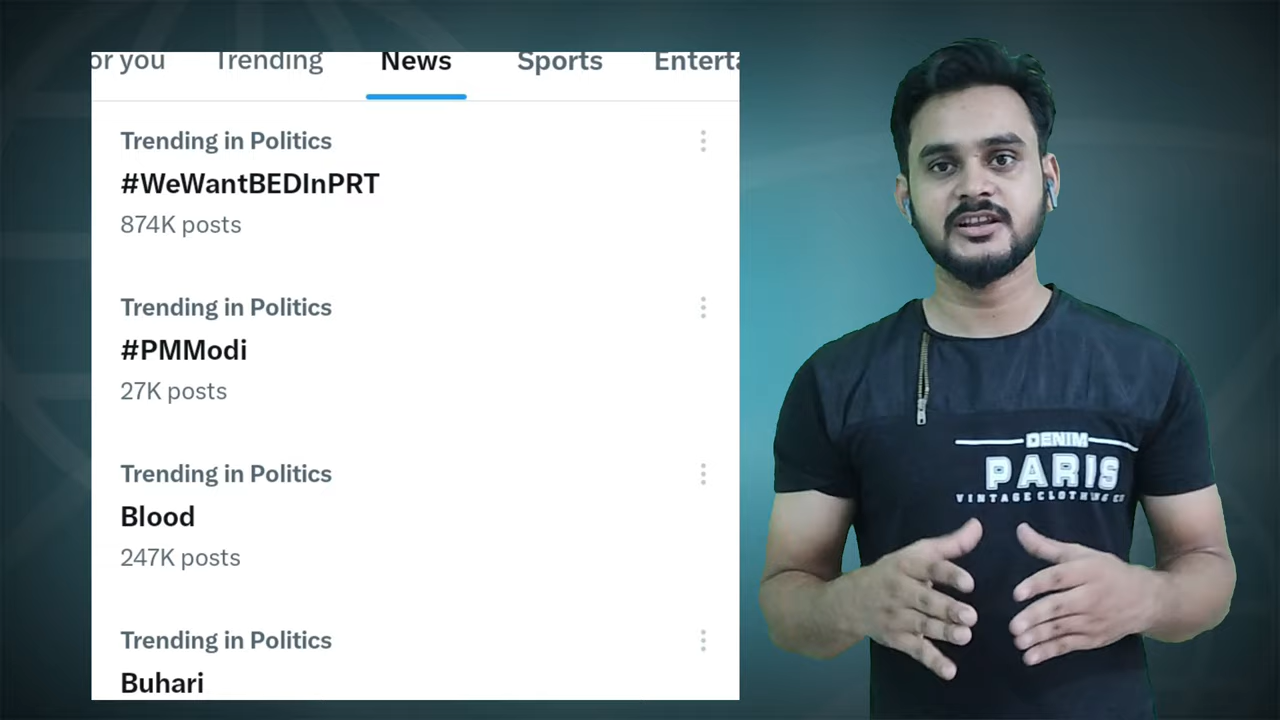 or you Trending News Sports Enterta
Trending in Politics
#WeWantBEDInPRT
874K posts
Trending in Politics
#PMModi
27K posts
Trending in Politics
Blood
247K posts
Trending in Politics
Buhari
DENIM
PARIS
VINTAGE CLOTHING CO